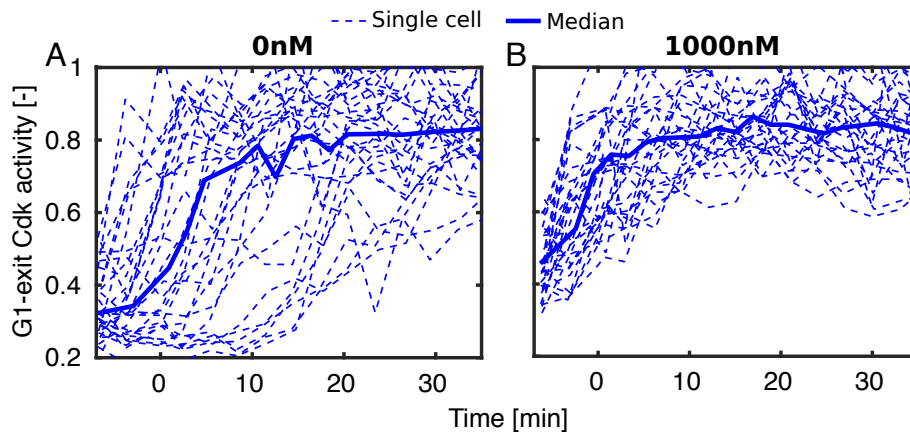 Single cell Median
A 0nM B 1000nM
G1-exit Cdk activity [-]
1
0.8
0.6
0.4
0.2
0 10 20 30 0 10 20 30
Time [min]